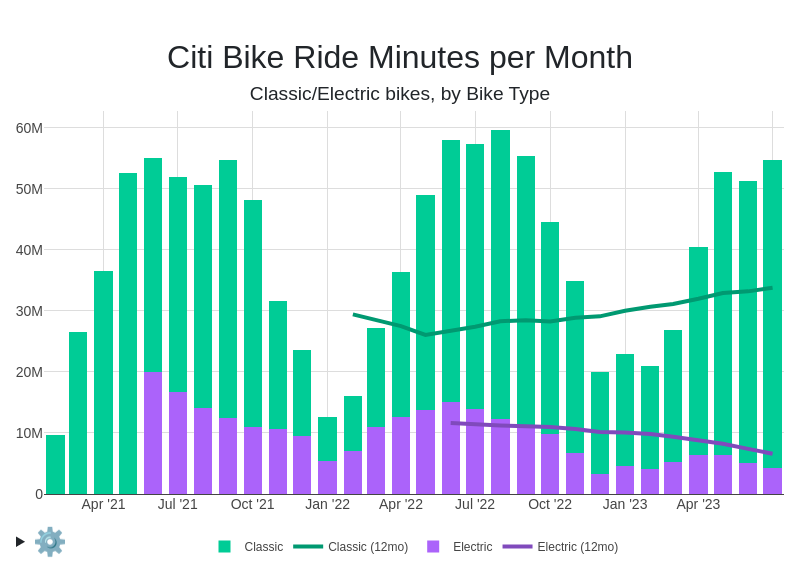 Citi Bike Ride Minutes per Month
Classic/Electric bikes, by Bike Type
60M
50M
40M
30M
20M
10M
0
Apr '21 Jul '21 Oct '21 Jan '22 Apr '22 Jul '22 Oct '22 Jan '23 Apr '23
Classic Classic (12mo) Electric Electric (12mo)